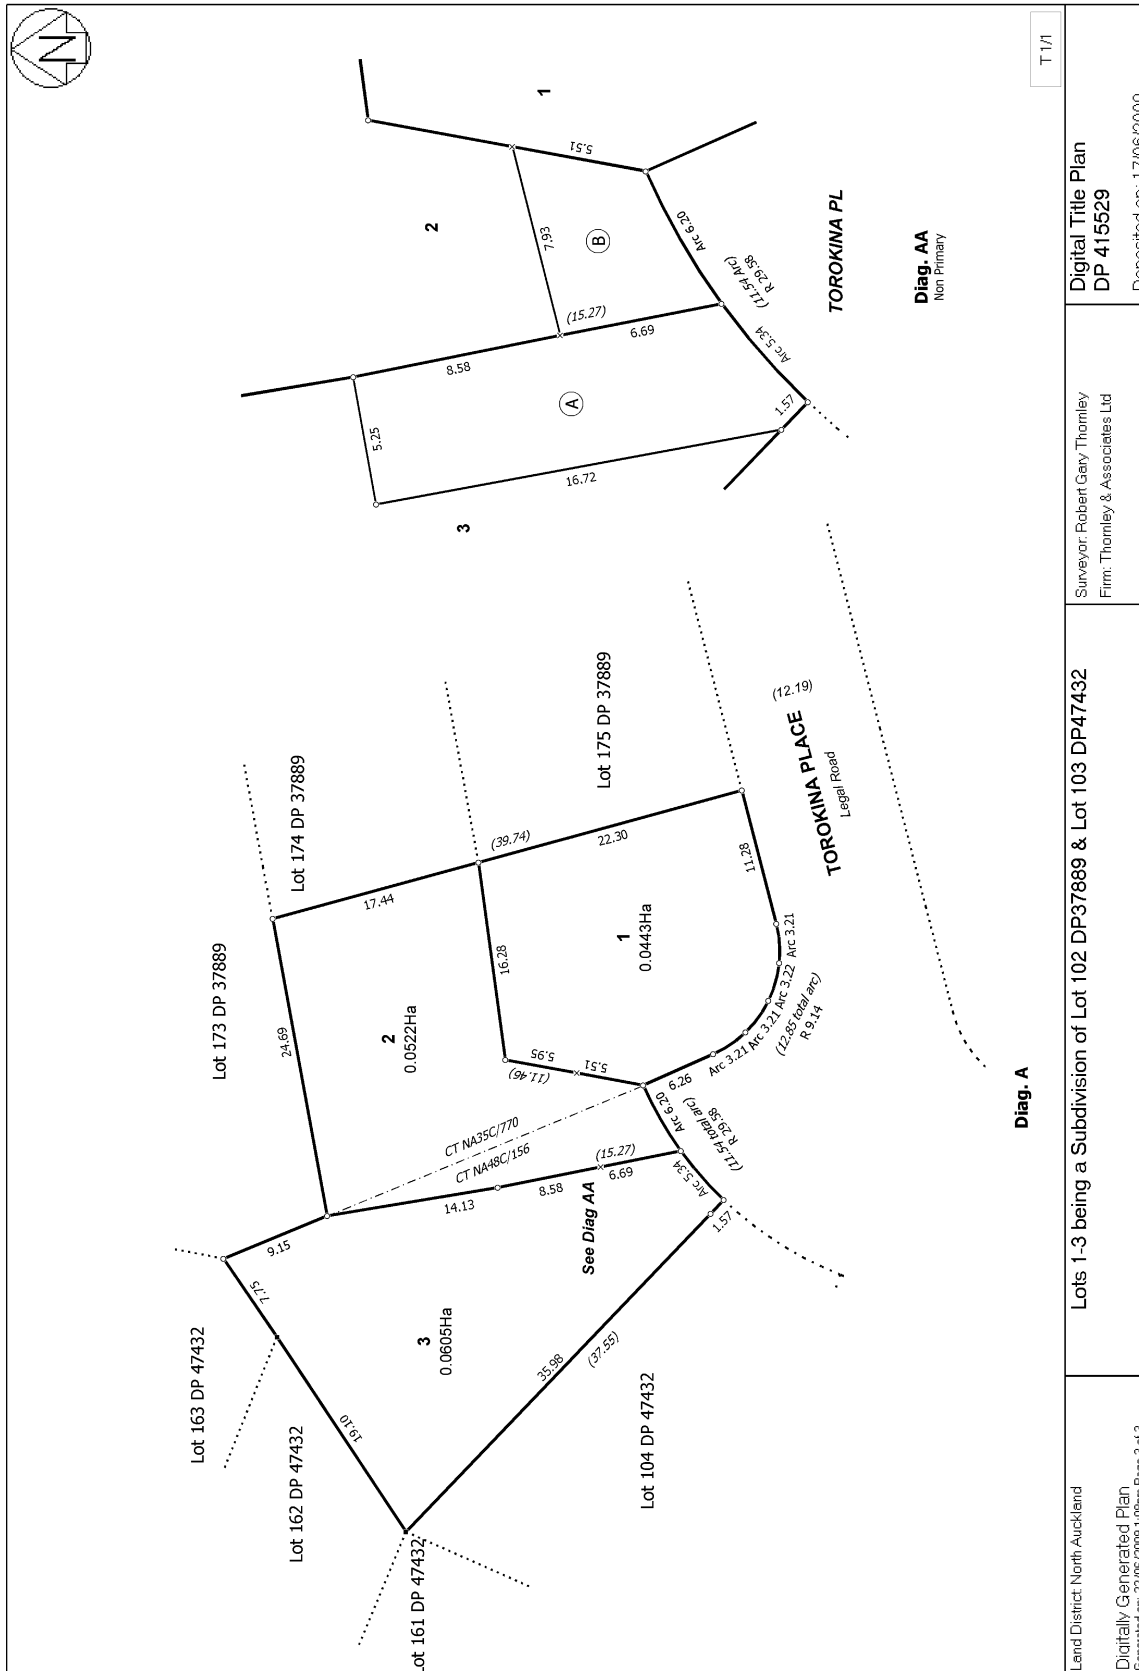 N
T 1/1
1
2
3
5.51
7.93
B
Arc 6.20
(11.54 Arc)
R 29.58
(15.27)
6.69
8.58
A
Arc 5.34
1.57
5.25
16.72
TOROKINA PL
Diag. AA
Non Primary
Lot 173 DP 37889
Lot 174 DP 37889
Lot 175 DP 37889
24.69
17.44
(39.74)
22.30
11.28
16.28
1
0.0443Ha
2
0.0522Ha
5.95
(11.46)
5.51
6.26
Arc 3.21
Arc 3.21
Arc 3.22
Arc 3.21
(12.85 total arc)
R 9.14
Arc 6.20
(11.54 total arc)
R 29.58
Arc 5.34
1.57
CT NA35C/770
CT NA48C/156
(15.27)
6.69
8.58
14.13
See Diag AA
9.15
7.75
19.10
3
0.0605Ha
35.98
(37.55)
Lot 163 DP 47432
Lot 162 DP 47432
Lot 161 DP 47432
Lot 104 DP 47432
(12.19)
TOROKINA PLACE
Legal Road
Diag. A
Land District: North Auckland
Digitally Generated Plan
Lots 1-3 being a Subdivision of Lot 102 DP37889 & Lot 103 DP47432
Surveyor: Robert Gary Thornley
Firm: Thornley & Associates Ltd
Digital Title Plan
DP 415529